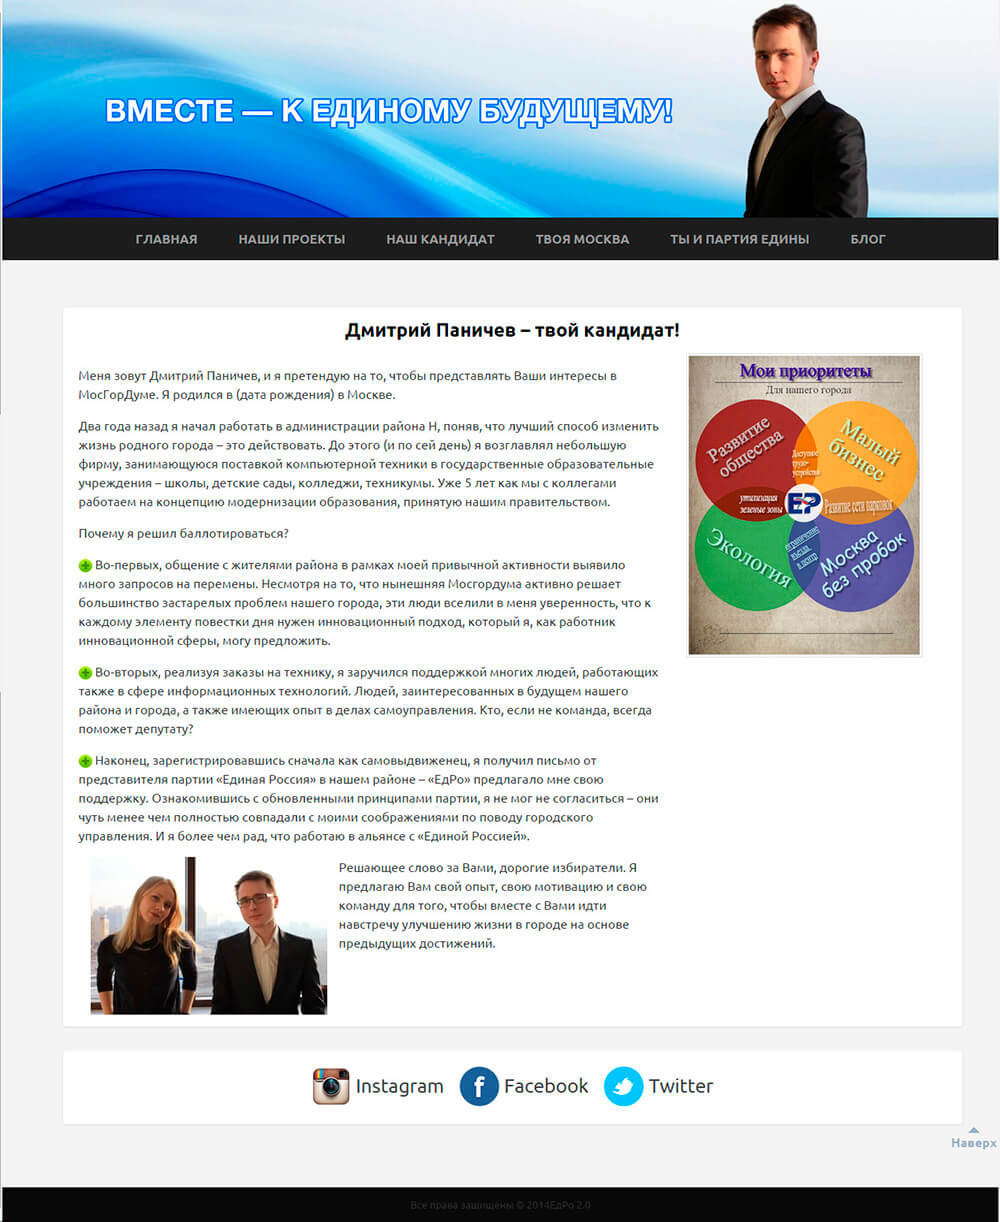 ВМЕСТЕ — К ЕДИНОМУ БУДУЩЕМУ!
ГЛАВНАЯ НАШИ ПРОЕКТЫ НАШ КАНДИДАТ ТВОЯ МОСКВА ТЫ И ПАРТИЯ ЕДИНЫ БЛОГ
Дмитрий Паничев – твой кандидат!
Меня зовут Дмитрий Паничев, и я претендую на то, чтобы представлять Ваши интересы в
МосГорДуме. Я родился в (дата рождения) в Москве.
Два года назад я начал работать в администрации района Н, поняв, что лучший способ изменить
жизнь родного города – это действовать. До этого (и по сей день) я возглавлял небольшую
фирму, занимающуюся поставкой компьютерной техники в государственные образовательные
учреждения – школы, детские сады, колледжи, техникумы. Уже 5 лет как мы с коллегами
работаем на концепцию модернизации образования, принятую нашим правительством.
Почему я решил баллотироваться?
Во-первых, общение с жителями района в рамках моей привычной активности выявило
много запросов на перемены. Несмотря на то, что нынешняя Мосгордума активно решает
большинство застарелых проблем нашего города, эти люди вселили в меня уверенность, что к
каждому элементу повестки дня нужен инновационный подход, который я, как работник
инновационной сферы, могу предложить.
Во-вторых, реализуя заказы на технику, я заручился поддержкой многих людей, работающих
также в сфере информационных технологий. Людей, заинтересованных в будущем нашего
района и города, а также имеющих опыт в делах самоуправления. Кто, если не команда, всегда
поможет депутату?
Наконец, зарегистрировавшись сначала как самовыдвиженец, я получил письмо от
представителя партии «Единая Россия» в нашем районе – «ЕдРо» предлагало мне свою
поддержку. Ознакомившись с обновленными принципами партии, я не мог не согласиться – они
чуть менее чем полностью совпадали с моими соображениями по поводу городского
управления. И я более чем рад, что работаю в альянсе с «Единой Россией».
Решающее слово за Вами, дорогие избиратели. Я
предлагаю Вам свой опыт, свою мотивацию и свою
команду для того, чтобы вместе с Вами идти
навстречу улучшению жизни в городе на основе
предыдущих достижений.
Мои приоритеты
Для нашего города
Развитие
общества
Малый
бизнес
Доступное
трудо-
устройство
утилизация
зеленые зоны
ЕР
Развитие сети парковок
Экология
ограничение
въезда
в центр
Москва
без пробок
Instagram Facebook Twitter
Наверх
Все права защищены © 2014ЕдРо 2.0